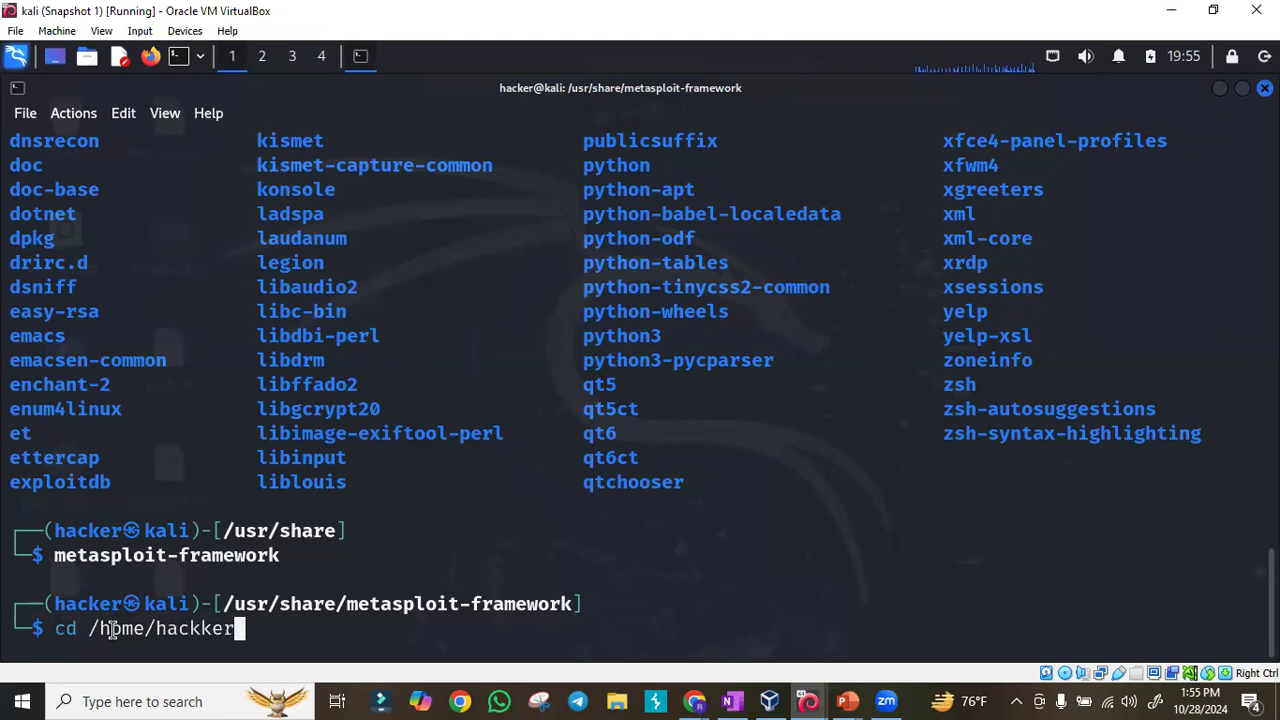 kali (Snapshot 1) [Running] - Oracle VM VirtualBox
File Machine View Input Devices Help
1 2 3 4 19:55
hacker@kali: /usr/share/metasploit-framework
File Actions Edit View Help
dnsrecon kismet publicsuffix xfce4-panel-profiles
doc kismet-capture-common python xfwm4
doc-base konsole python-apt xgreeters
dotnet ladspa python-babel-localedata xml
dpkg laudanum python-odf xml-core
drirc.d legion python-tables xrdp
dsniff libaudio2 python-tinycss2-common xsessions
easy-rsa libc-bin python-wheels yelp
emacs libdbi-perl python3 yelp-xsl
emacsen-common libdrm python3-pycparser zoneinfo
enchant-2 libffado2 qt5 zsh
enum4linux libgcrypt20 qt5ct zsh-autosuggestions
et libimage-exiftool-perl qt6 zsh-syntax-highlighting
ettercap libinput qt6ct
exploitdb liblouis qtchooser
(hacker㉿kali)-[/usr/share]
$ metasploit-framework
(hacker㉿kali)-[/usr/share/metasploit-framework]
$ cd /home/hackker
Right Ctrl
Type here to search 76°F 1:55 PM
10/28/2024 4